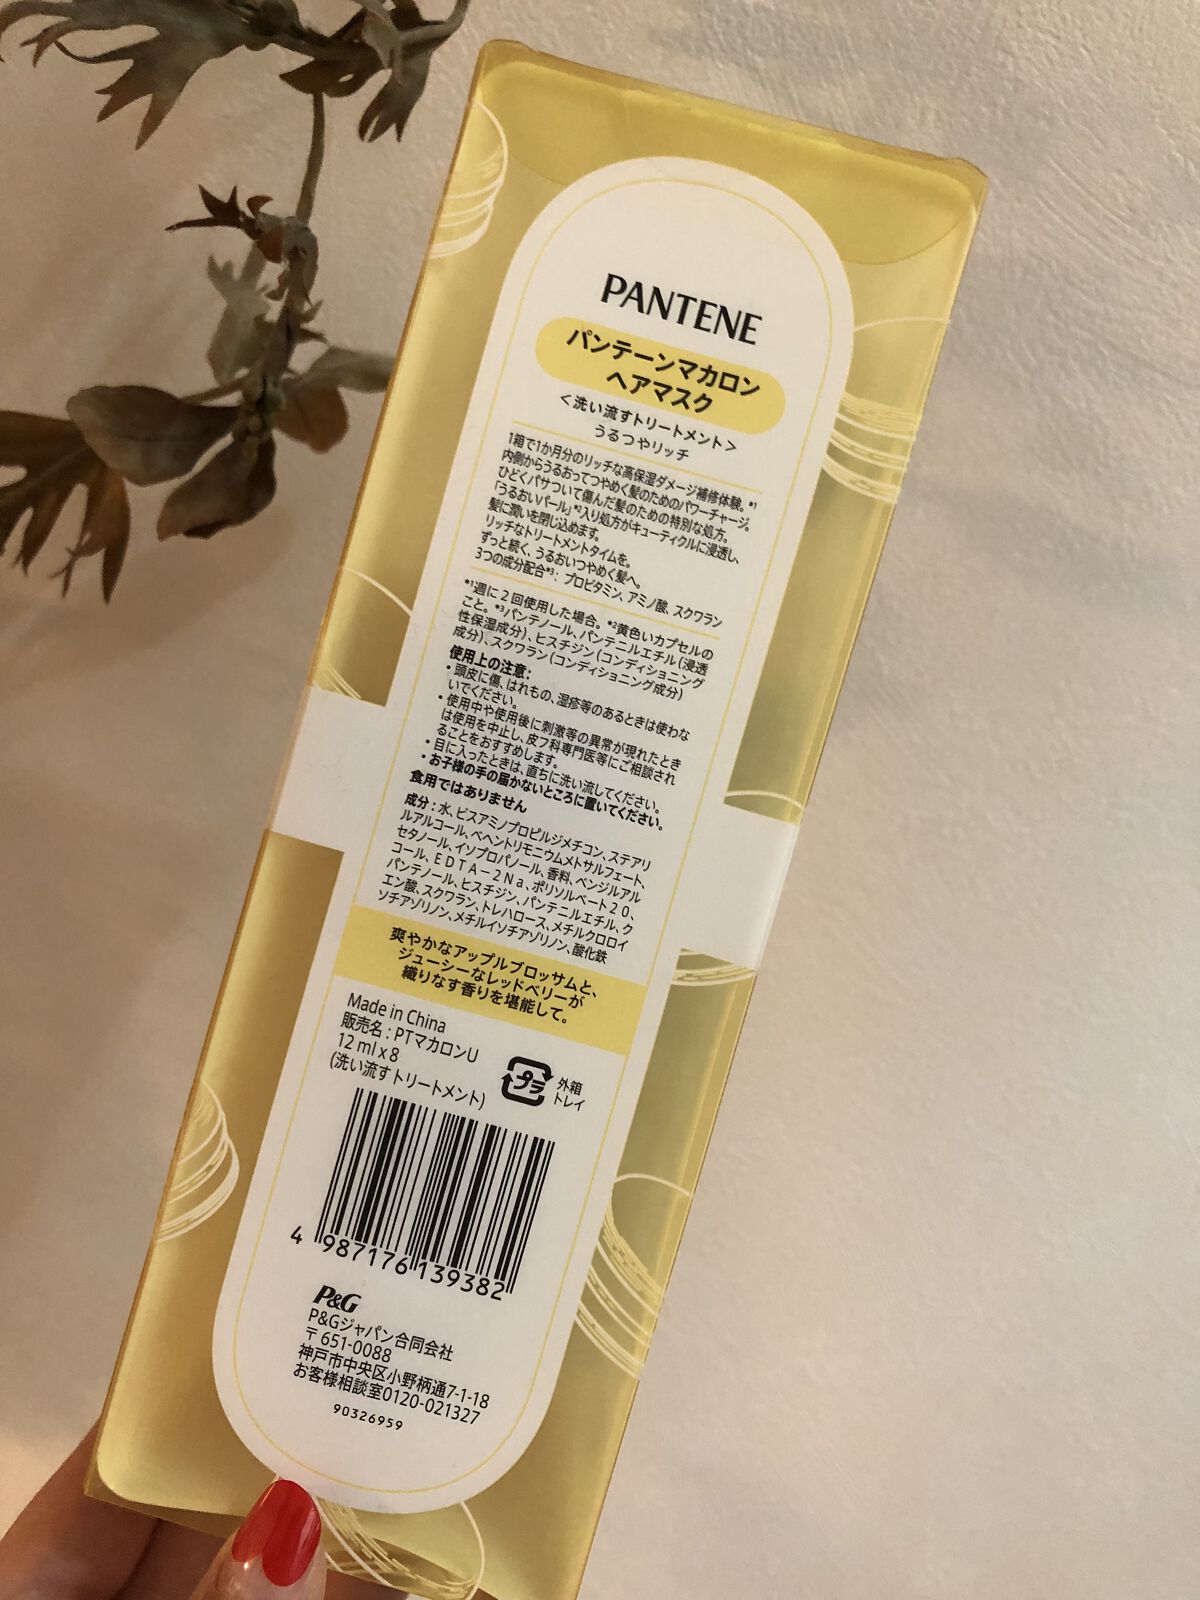 PANTENE
パンテーンマカロン
ヘアマスク
<洗い流すトリートメント>
うるつやリッチ
1箱で1か月分のリッチな高保湿ダメージ補修体験。*1
内側からうるおってつやめく髪のためのパワーチャージ。
ひどくパサついて傷んだ髪のための特別な処方。
「うるおいパール」*2入り処方がキューティクルに浸透し、
髪に潤いを閉じ込めます。
リッチなトリートメントタイムを。
ずっと続く、うるおいつやめく髪へ。
3つの成分配合*3：プロビタミン、アミノ酸、スクワラン
*1週に2回使用した場合。*2黄色いカプセルの
こと。*3パンテノール、パンテニルエチル(浸透
性保湿成分)、ヒスチジン(コンディショニング
成分)、スクワラン(コンディショニング成分)
使用上の注意：
・頭皮に傷、はれもの、湿疹等のあるときは使わな
いでください。
・使用中や使用後に刺激等の異常が現れたとき
は使用を中止し、皮フ科専門医等にご相談され
ることをおすすめします。
・目に入ったときは、直ちに洗い流してください。
・お子様の手の届かないところに置いてください。
食用ではありません
成分：水、ビスアミノプロピルジメチコン、ステアリ
ルアルコール、ベヘントリモニウムメトサルフェート、
セタノール、イソプロパノール、香料、ベンジルアル
コール、EDTA-2Na、ポリソルベート20、
パンテノール、ヒスチジン、パンテニルエチル、ク
エン酸、スクワラン、トレハロース、メチルクロロイ
ソチアゾリノン、メチルイソチアゾリノン、酸化鉄
爽やかなアップルブロッサムと、
ジューシーなレッドベリーが
織りなす香りを堪能して。
Made in China
販売名：PTマカロンU
12 ml x 8
(洗い流すトリートメント)
プラ
外箱
トレイ
4 987176 139382
P&G
P&Gジャパン合同会社
〒651-0088
神戸市中央区小野柄通7-1-18
お客様相談室0120-021327
90326959